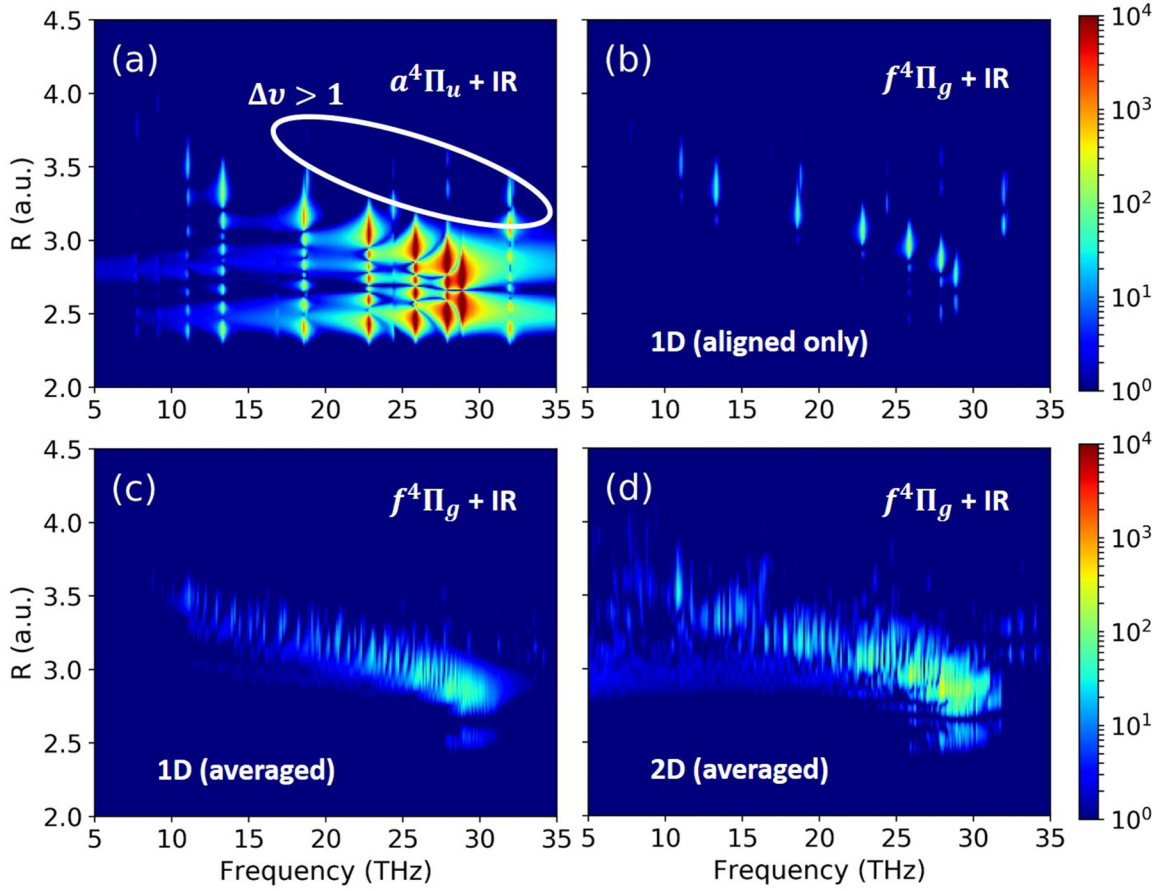 (a)
a⁴Πᵤ + IR
Δυ > 1
R (a.u.)
4.5
4.0
3.5
3.0
2.5
2.0
5 10 15 20 25 30 35
(b)
f⁴Π_g + IR
1D (aligned only)
5 10 15 20 25 30 35
10⁴
10³
10²
10¹
10⁰
(c)
f⁴Π_g + IR
1D (averaged)
R (a.u.)
4.5
4.0
3.5
3.0
2.5
2.0
5 10 15 20 25 30 35
Frequency (THz)
(d)
f⁴Π_g + IR
2D (averaged)
5 10 15 20 25 30 35
Frequency (THz)
10⁴
10³
10²
10¹
10⁰